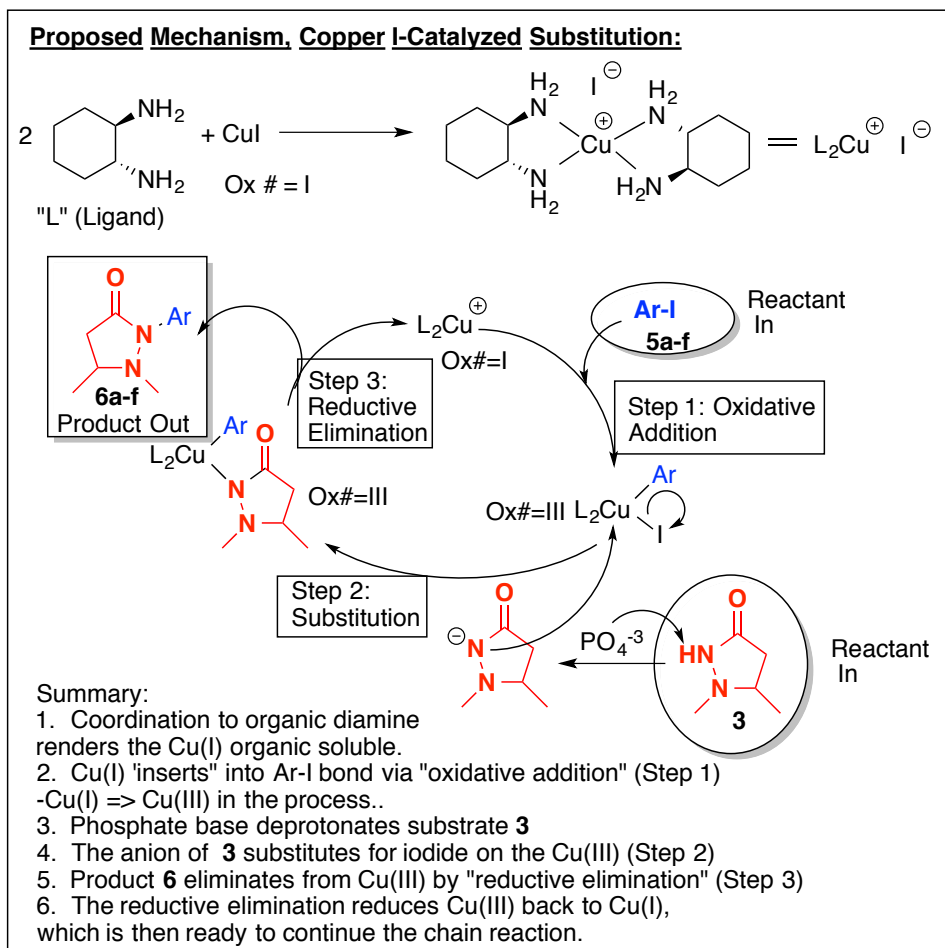 Proposed Mechanism, Copper I-Catalyzed Substitution:
2
NH2
NH2
+ CuI
Ox # = I
"L" (Ligand)
H2
N
N
H2
I ⊖
⊕
Cu
H2
N
H2N
=
L2Cu⊕ I⊖
O
N
Ar
N
6a-f
Product Out
L2Cu⊕
Ox#=I
Ar-I
5a-f
Reactant
In
Step 3:
Reductive
Elimination
Step 1: Oxidative
Addition
Ar
L2Cu
O
N
N
Ox#=III
Ox#=III L2Cu
Ar
I
Step 2:
Substitution
O
⊖
N
N
PO4-3
O
HN
N
3
Reactant
In
Summary:
1. Coordination to organic diamine
renders the Cu(I) organic soluble.
2. Cu(I) 'inserts" into Ar-I bond via "oxidative addition" (Step 1)
-Cu(I) => Cu(III) in the process..
3. Phosphate base deprotonates substrate 3
4. The anion of 3 substitutes for iodide on the Cu(III) (Step 2)
5. Product 6 eliminates from Cu(III) by "reductive elimination" (Step 3)
6. The reductive elimination reduces Cu(III) back to Cu(I),
which is then ready to continue the chain reaction.